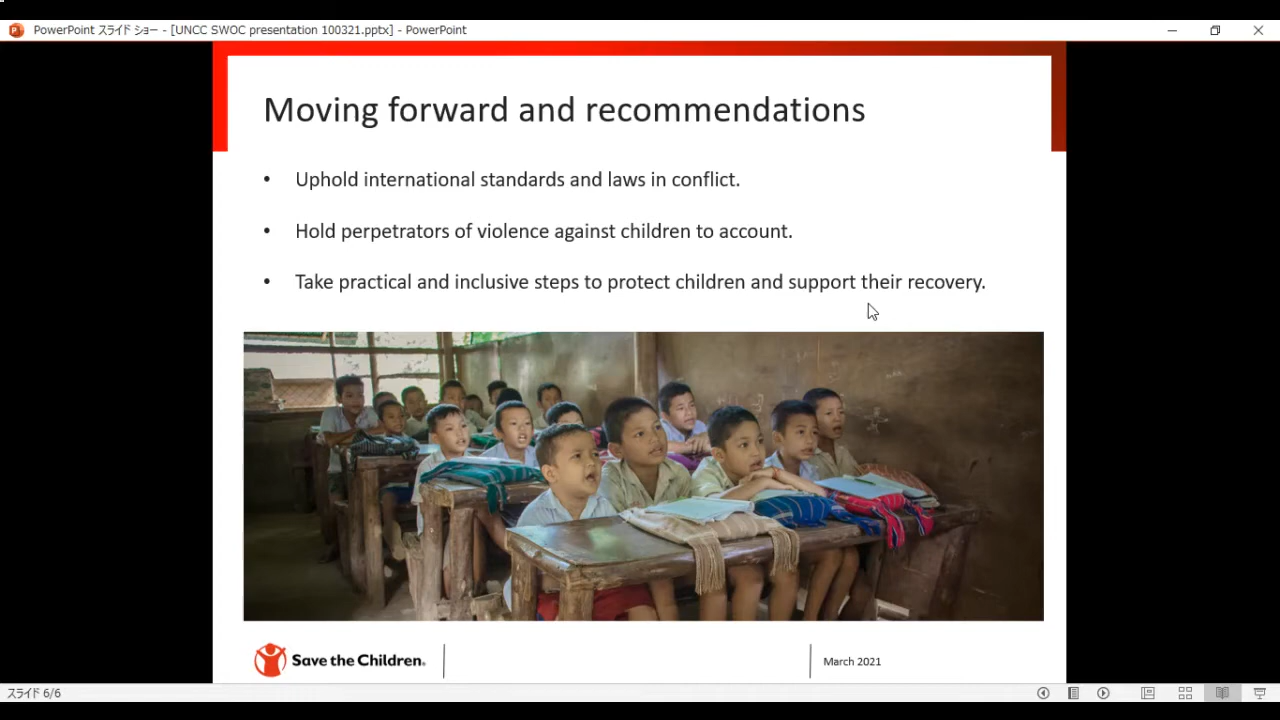 PowerPoint スライド ショー - [UNCC SWOC presentation 100321.pptx] - PowerPoint
Moving forward and recommendations
• Uphold international standards and laws in conflict.
• Hold perpetrators of violence against children to account.
• Take practical and inclusive steps to protect children and support their recovery.
Save the Children.
March 2021
スライド 6/6